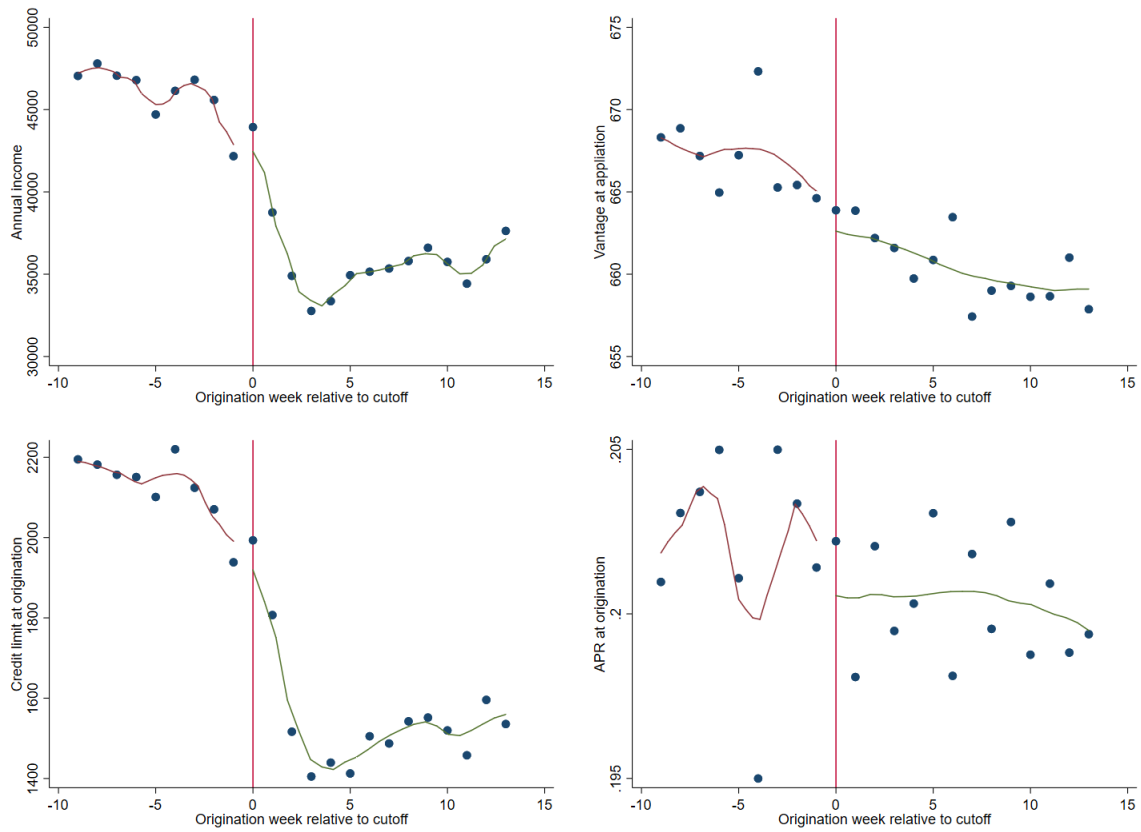 50000
45000
40000
35000
30000
Annual income
-10 -5 0 5 10 15
Origination week relative to cutoff
675
670
665
660
655
Vantage at appliation
-10 -5 0 5 10 15
Origination week relative to cutoff
2200
2000
1800
1600
1400
Credit limit at origination
-10 -5 0 5 10 15
Origination week relative to cutoff
.205
.2
.195
APR at origination
-10 -5 0 5 10 15
Origination week relative to cutoff